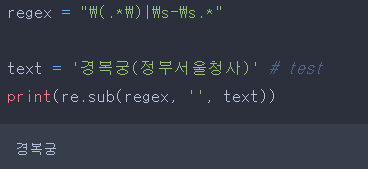 regex = "₩(.*₩)|₩s-₩s.*"
text = '경복궁(정부서울청사)' # test
print(re.sub(regex, '', text))
경복궁